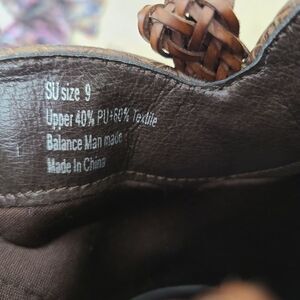 SU size 9
Upper 40% PU+60% Textile
Balance Man made
Made In China